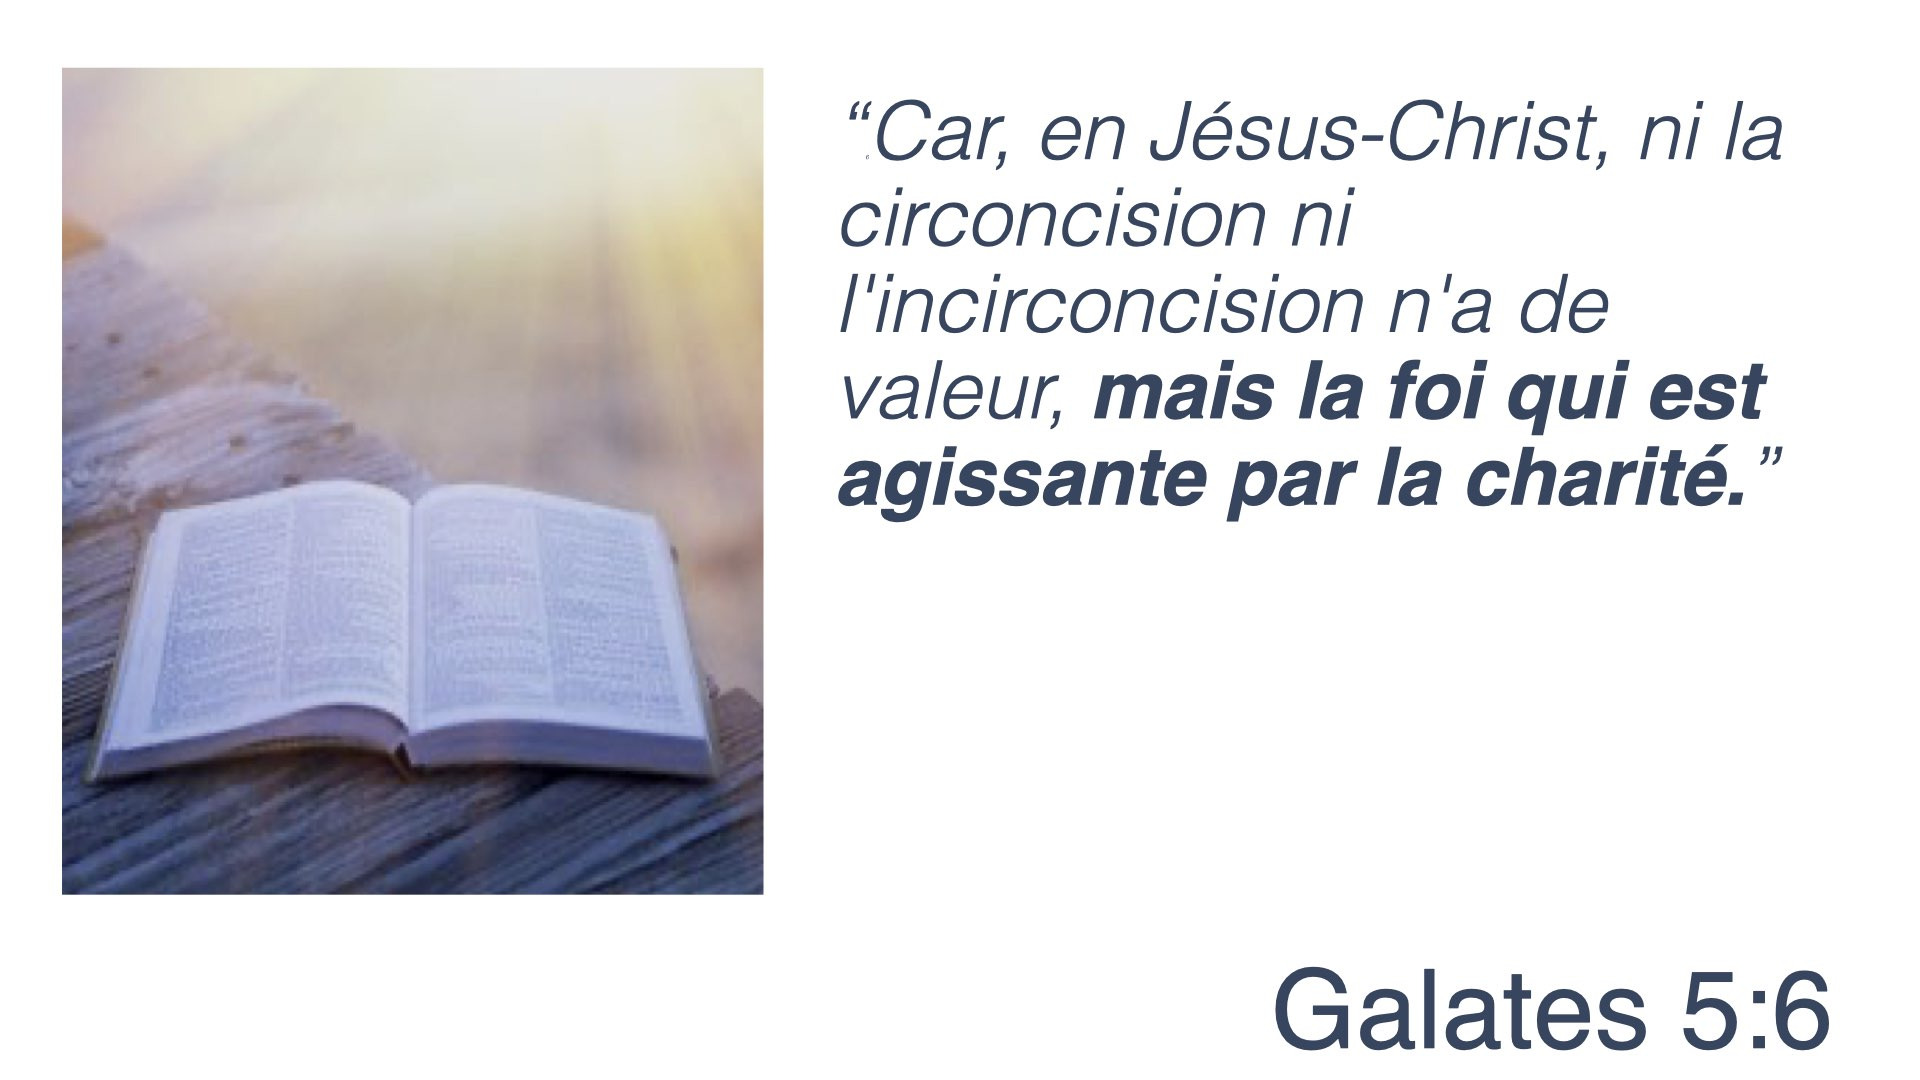 “Car, en Jésus-Christ, ni la
circoncision ni
l'incirconcision n'a de
valeur, mais la foi qui est
agissante par la charité.”
Galates 5:6